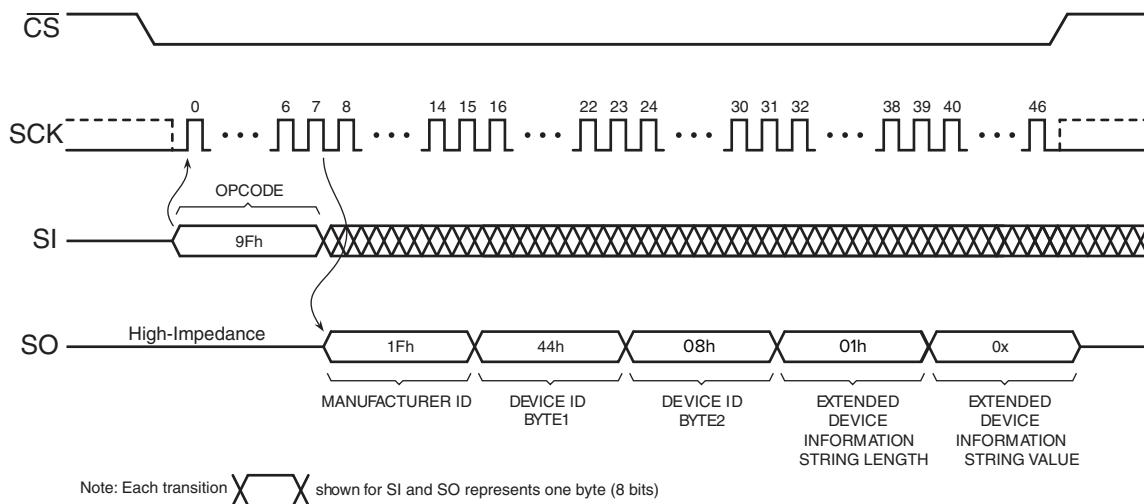 CS
0 6 7 8 14 15 16 22 23 24 30 31 32 38 39 40 46
SCK
OPCODE
SI
9Fh
High-Impedance
SO
1Fh 44h 08h 01h 0x
MANUFACTURER ID
DEVICE ID
BYTE1
DEVICE ID
BYTE2
EXTENDED
DEVICE
INFORMATION
STRING LENGTH
EXTENDED
DEVICE
INFORMATION
STRING VALUE
Note: Each transition shown for SI and SO represents one byte (8 bits)